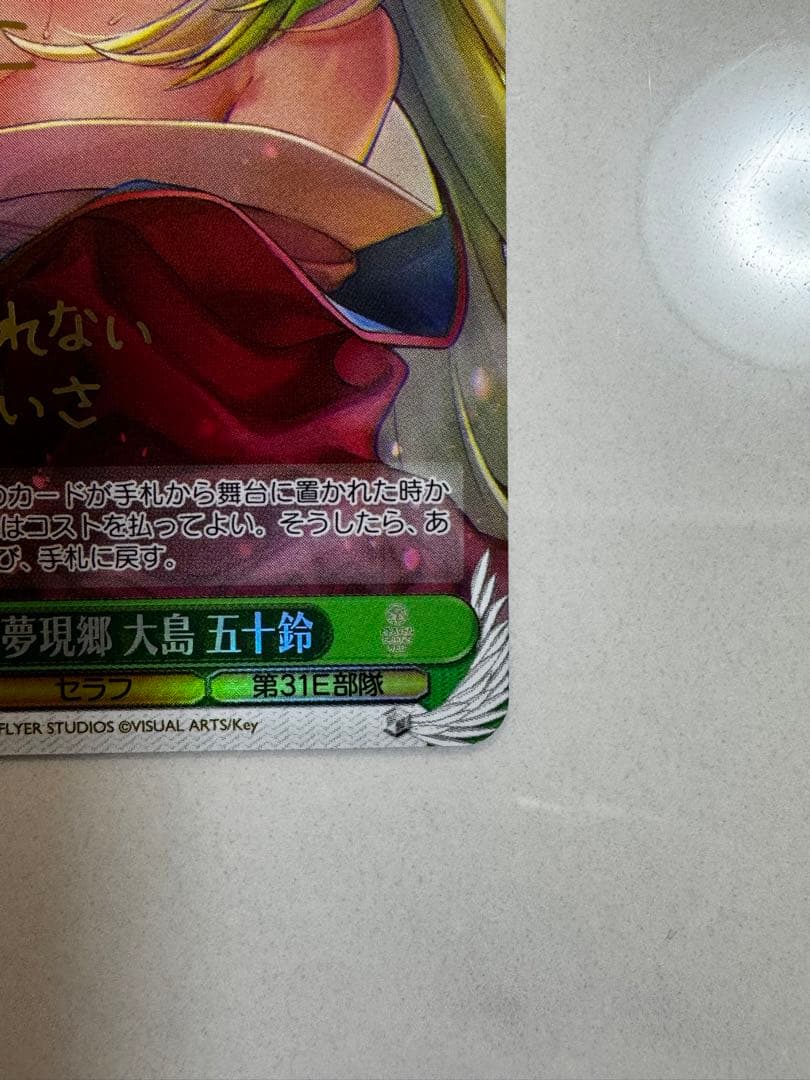 れない
いさ
のカードが手札から舞台に置かれた時か
はコストを払ってよい。そうしたら、あ
び、手札に戻す。
夢現郷 大島 五十鈴
セラフ 第31E部隊
FLYER STUDIOS ©VISUAL ARTS/Key